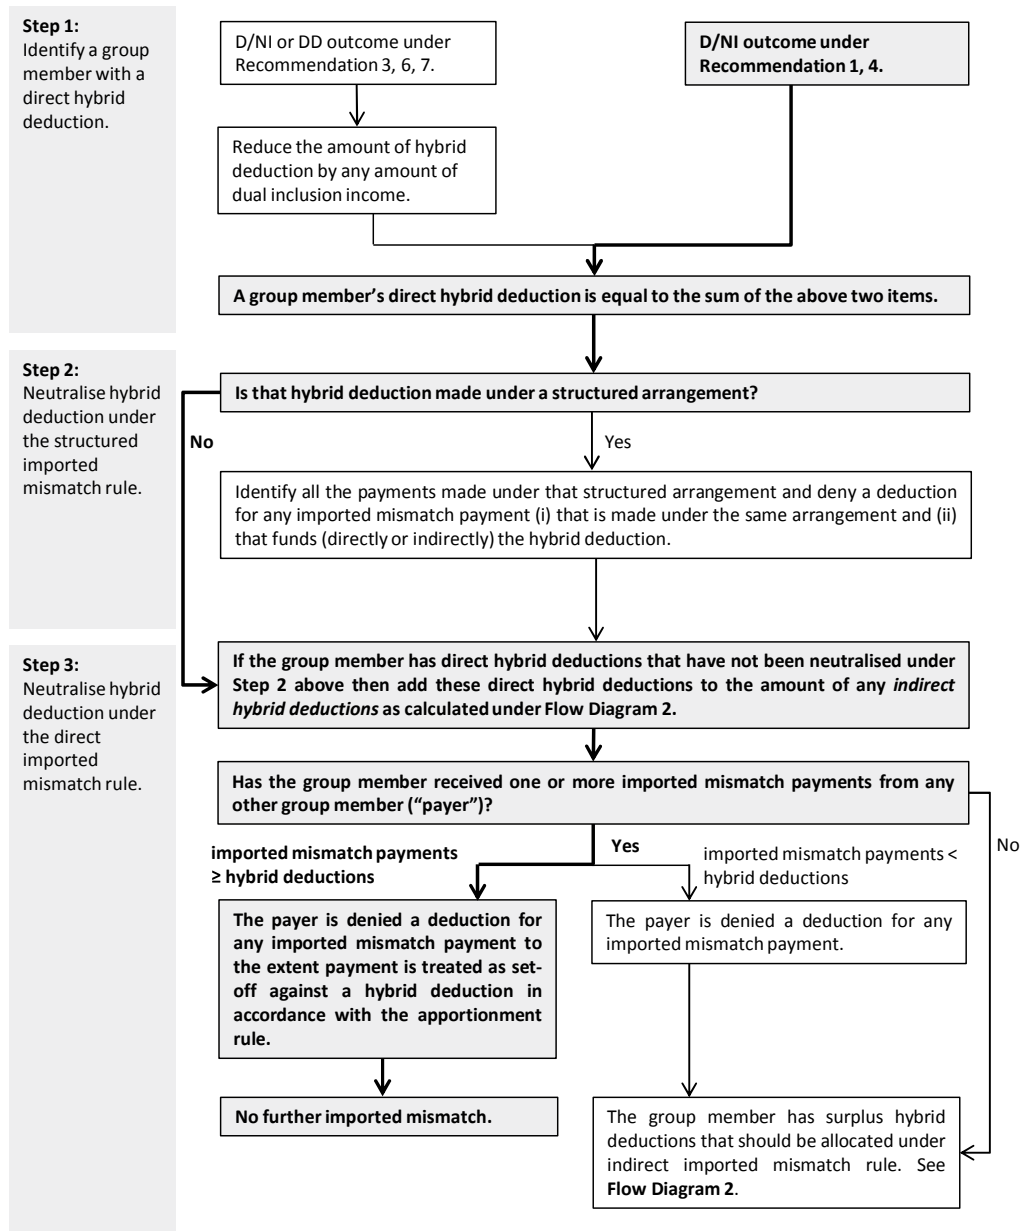 Step 1:
Identify a group
member with a
direct hybrid
deduction.
D/NI or DD outcome under
Recommendation 3, 6, 7.
D/NI outcome under
Recommendation 1, 4.
Reduce the amount of hybrid
deduction by any amount of
dual inclusion income.
A group member’s direct hybrid deduction is equal to the sum of the above two items.
Step 2:
Neutralise hybrid
deduction under
the structured
imported
mismatch rule.
Is that hybrid deduction made under a structured arrangement?
No
Yes
Identify all the payments made under that structured arrangement and deny a deduction
for any imported mismatch payment (i) that is made under the same arrangement and (ii)
that funds (directly or indirectly) the hybrid deduction.
Step 3:
Neutralise hybrid
deduction under
the direct
imported
mismatch rule.
If the group member has direct hybrid deductions that have not been neutralised under
Step 2 above then add these direct hybrid deductions to the amount of any indirect
hybrid deductions as calculated under Flow Diagram 2.
Has the group member received one or more imported mismatch payments from any
other group member (“payer”)?
Yes
No
imported mismatch payments
≥ hybrid deductions
imported mismatch payments <
hybrid deductions
The payer is denied a deduction for
any imported mismatch payment to
the extent payment is treated as set-
off against a hybrid deduction in
accordance with the apportionment
rule.
The payer is denied a deduction for any
imported mismatch payment.
No further imported mismatch.
The group member has surplus hybrid
deductions that should be allocated under
indirect imported mismatch rule. See
Flow Diagram 2.